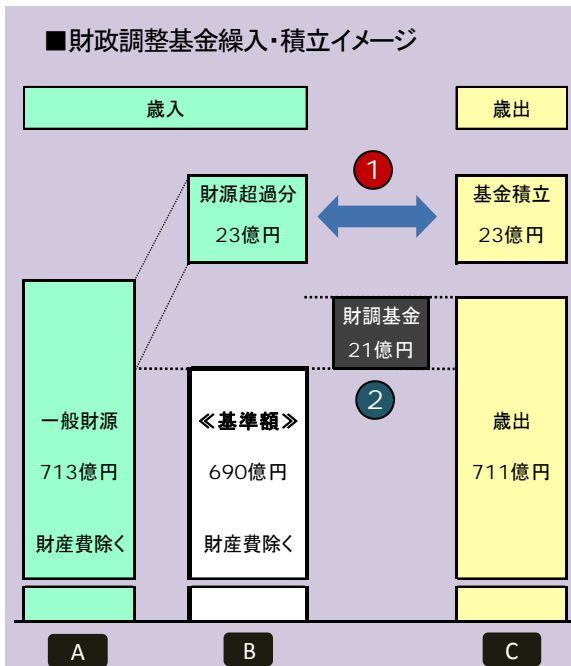 ■財政調整基金繰入・積立イメージ
歳入
歳出
1
財源超過分
23億円
基金積立
23億円
財調基金
21億円
2
一般財源
713億円
財産費除く
≪基準額≫
690億円
財産費除く
歳出
711億円
A
B
C